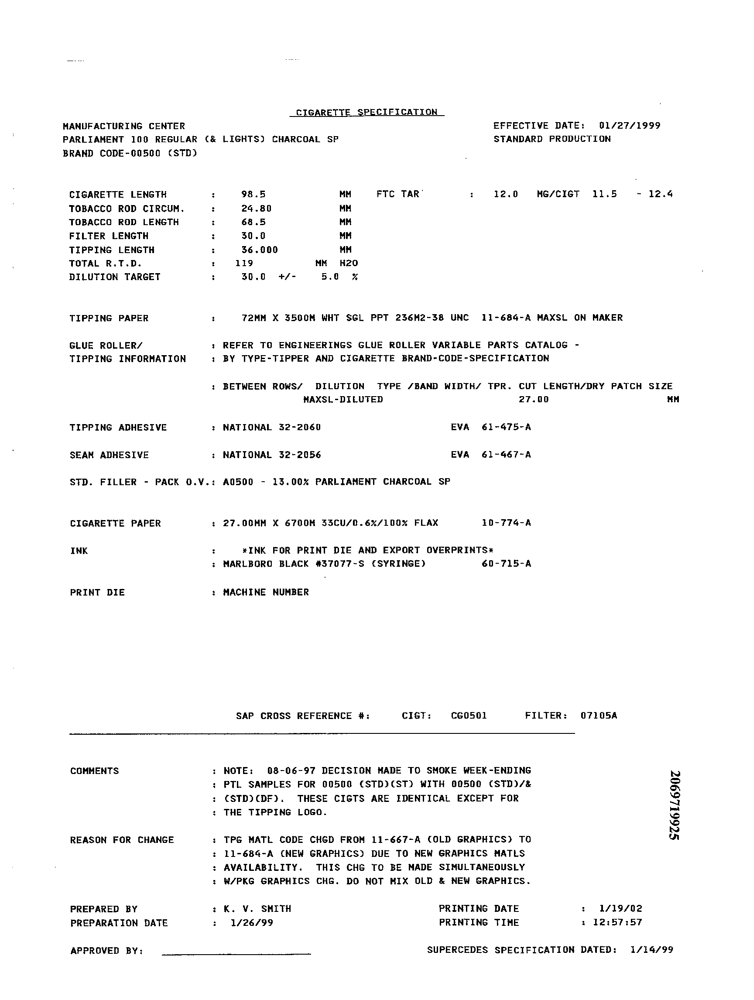 CIGARETTE SPECIFICATION
MANUFACTURING CENTER EFFECTIVE DATE: 01/27/1999
PARLIAMENT 100 REGULAR (& LIGHTS) CHARCOAL SP STANDARD PRODUCTION
BRAND CODE-00500 (STD)
CIGARETTE LENGTH : 98.5 MM FTC TAR : 12.0 MG/CIGT 11.5 - 12.4
TOBACCO ROD CIRCUM. : 24.80 MM
TOBACCO ROD LENGTH : 68.5 MM
FILTER LENGTH : 30.0 MM
TIPPING LENGTH : 36.000 MM
TOTAL R.T.D. : 119 MM H2O
DILUTION TARGET : 30.0 +/- 5.0 %
TIPPING PAPER : 72MM X 3500M WHT SGL PPT 236M2-38 UNC 11-684-A MAXSL ON MAKER
GLUE ROLLER/ : REFER TO ENGINEERINGS GLUE ROLLER VARIABLE PARTS CATALOG -
TIPPING INFORMATION : BY TYPE-TIPPER AND CIGARETTE BRAND-CODE-SPECIFICATION
: BETWEEN ROWS/ DILUTION TYPE /BAND WIDTH/ TPR. CUT LENGTH/DRY PATCH SIZE
MAXSL-DILUTED 27.00 MM
TIPPING ADHESIVE : NATIONAL 32-2060 EVA 61-475-A
SEAM ADHESIVE : NATIONAL 32-2056 EVA 61-467-A
STD. FILLER - PACK O.V.: A0500 - 13.00% PARLIAMENT CHARCOAL SP
CIGARETTE PAPER : 27.00MM X 6700M 33CU/0.6%/100% FLAX 10-774-A
INK : *INK FOR PRINT DIE AND EXPORT OVERPRINTS*
: MARLBORO BLACK #37077-S (SYRINGE) 60-715-A
PRINT DIE : MACHINE NUMBER
SAP CROSS REFERENCE #: CIGT: CG0501 FILTER: 07105A
COMMENTS : NOTE: 08-06-97 DECISION MADE TO SMOKE WEEK-ENDING
: PTL SAMPLES FOR 00500 (STD)(ST) WITH 00500 (STD)/&
: (STD)(DF). THESE CIGTS ARE IDENTICAL EXCEPT FOR
: THE TIPPING LOGO.
REASON FOR CHANGE : TPG MATL CODE CHGD FROM 11-667-A (OLD GRAPHICS) TO
: 11-684-A (NEW GRAPHICS) DUE TO NEW GRAPHICS MATLS
: AVAILABILITY. THIS CHG TO BE MADE SIMULTANEOUSLY
: W/PKG GRAPHICS CHG. DO NOT MIX OLD & NEW GRAPHICS.
PREPARED BY : K. V. SMITH PRINTING DATE : 1/19/02
PREPARATION DATE : 1/26/99 PRINTING TIME : 12:57:57
APPROVED BY: SUPERCEDES SPECIFICATION DATED: 1/14/99
2069719925